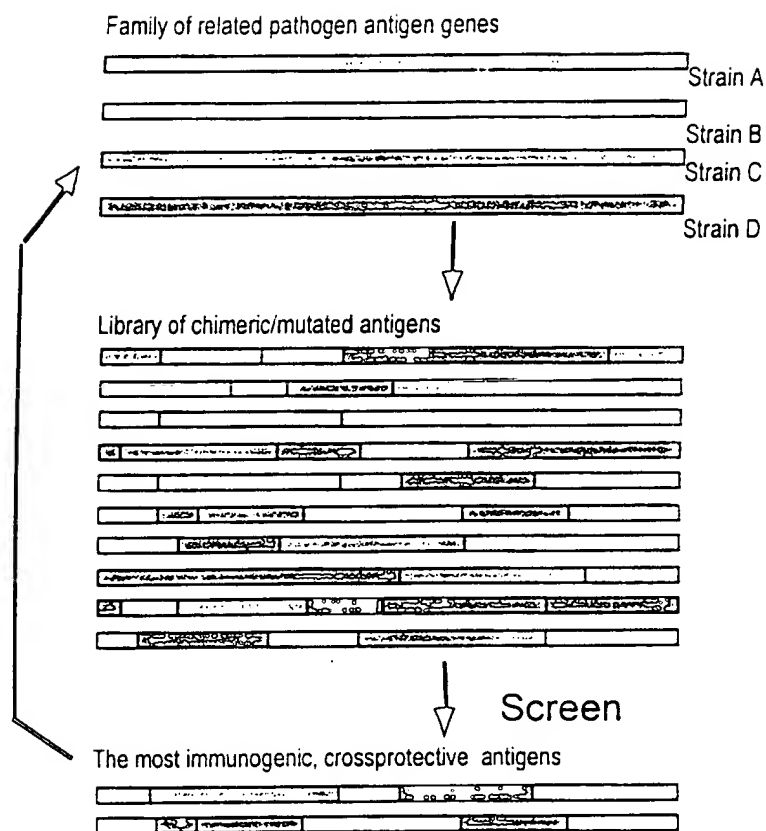 Family of related pathogen antigen genes
Strain A
Strain B
Strain C
Strain D
Library of chimeric/mutated antigens
Screen
The most immunogenic, crossprotective antigens